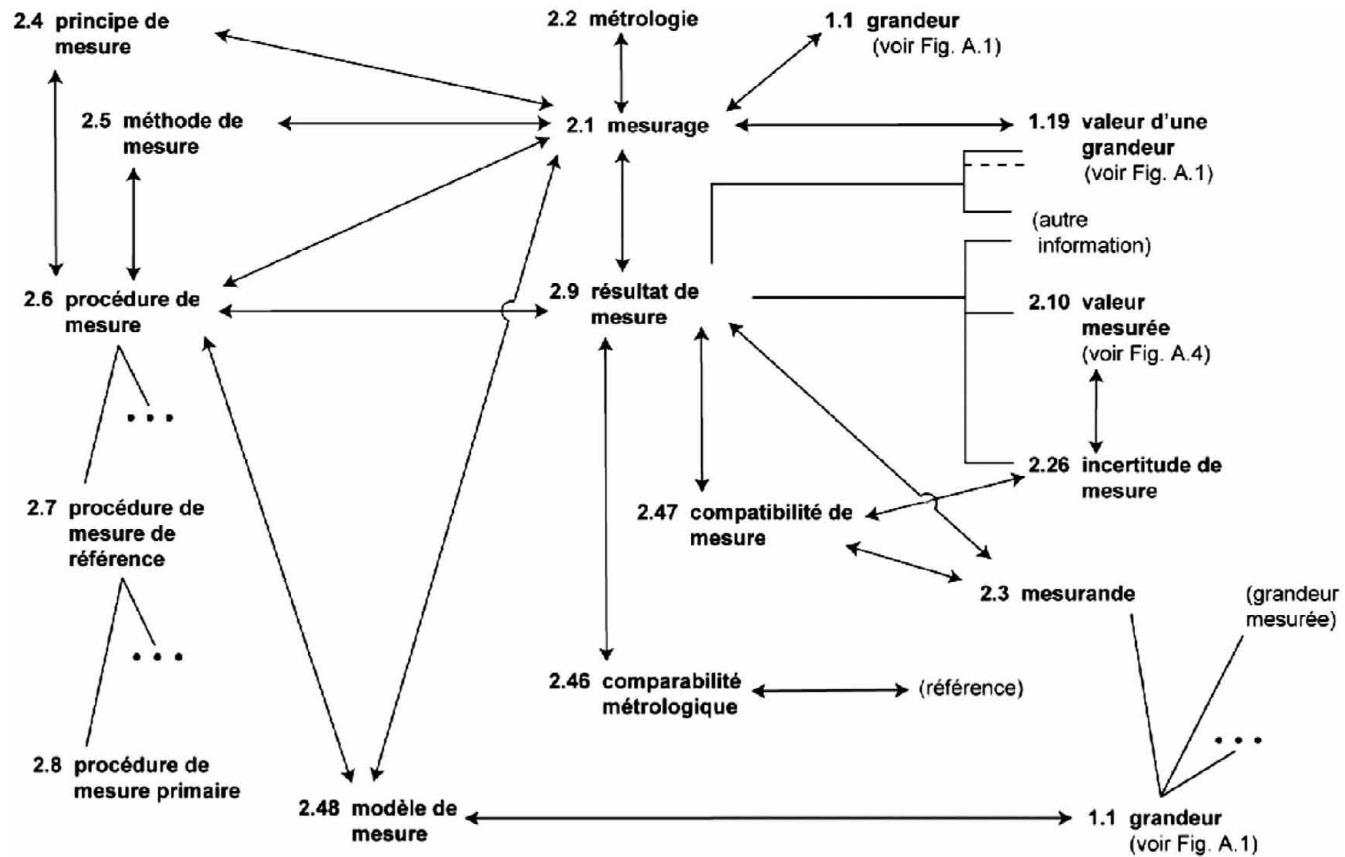 2.4 principe de
mesure
2.2 métrologie
1.1 grandeur
(voir Fig. A.1)
2.5 méthode de
mesure
2.1 mesurage
1.19 valeur d'une
grandeur
(voir Fig. A.1)
(autre
information)
2.6 procédure de
mesure
2.9 résultat de
mesure
2.10 valeur
mesurée
(voir Fig. A.4)
• • •
2.26 incertitude de
mesure
2.7 procédure de
mesure de
référence
2.47 compatibilité de
mesure
2.3 mesurande
(grandeur
mesurée)
• • •
2.46 comparabilité
métrologique
(référence)
• • •
2.8 procédure de
mesure primaire
2.48 modèle de
mesure
1.1 grandeur
(voir Fig. A.1)